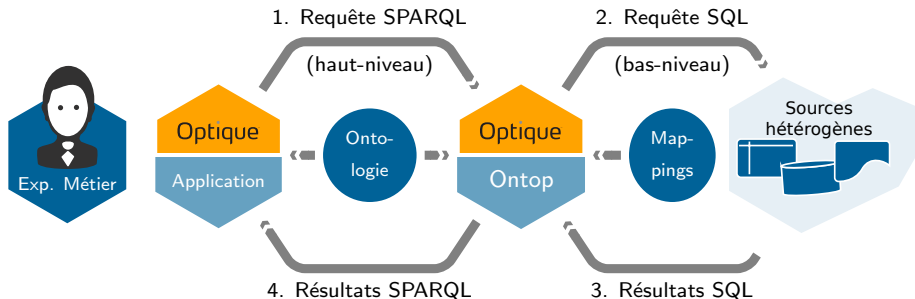 1. Requête SPARQL
2. Requête SQL
(haut-niveau)
(bas-niveau)
Exp. Métier
Optique
Application
Onto-
logie
Optique
Ontop
Map-
pings
Sources
hétérogènes
4. Résultats SPARQL
3. Résultats SQL